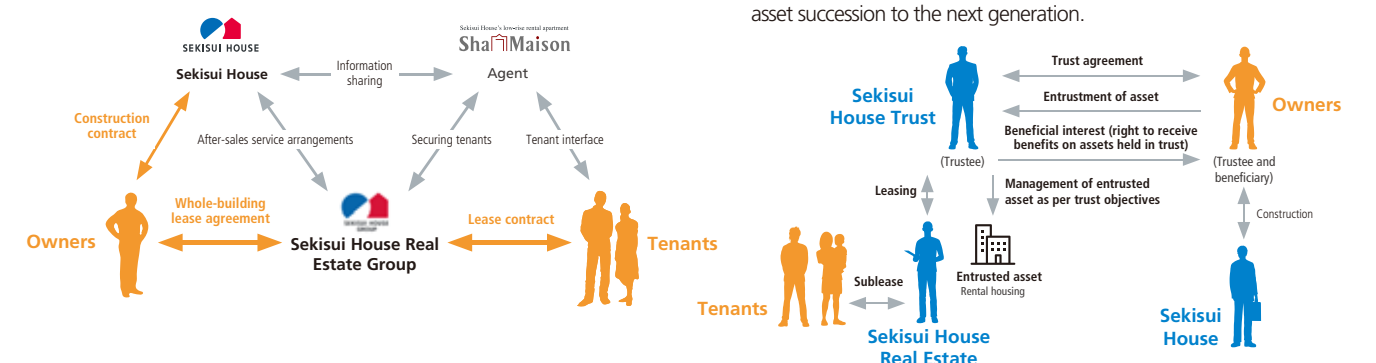 asset succession to the next generation.
SEKISUI HOUSE
Sekisui House
Information
sharing
Sekisui House's low-rise rental apartment
Sha Maison
Agent
Construction
contract
After-sales service arrangements
Securing tenants
Tenant interface
Owners
Whole-building
lease agreement
SEKISUI HOUSE
GROUP
Sekisui House Real
Estate Group
Lease contract
Tenants
Sekisui
House Trust
(Trustee)
Trust agreement
Entrustment of asset
Beneficial interest (right to receive
benefits on assets held in trust)
Owners
(Trustee and
beneficiary)
Leasing
Management of entrusted
asset as per trust objectives
Construction
Entrusted asset
Rental housing
Tenants
Sublease
Sekisui House
Real Estate
Sekisui
House